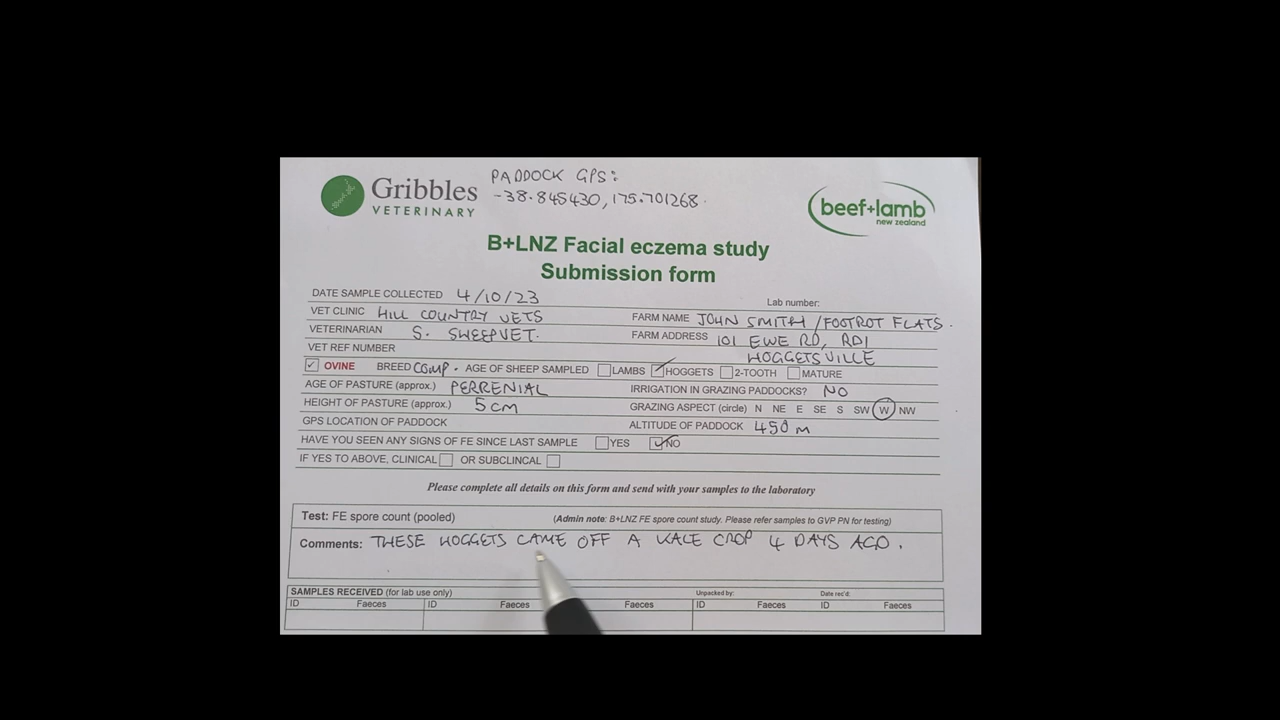 PADDOCK GPS:
-38.845430, 175.701268.
Gribbles
VETERINARY
beef+lamb
new zealand
B+LNZ Facial eczema study
Submission form
DATE SAMPLE COLLECTED 4/10/23
Lab number:
VET CLINIC HILL COUNTRY VETS
FARM NAME JOHN SMITH /FOOTROT FLATS.
VETERINARIAN S. SHEEPVET.
FARM ADDRESS 101 EWE RD, RD1
VET REF NUMBER
HOGGETSVILLE
OVINE BREED COMP. AGE OF SHEEP SAMPLED LAMBS HOGGETS 2-TOOTH MATURE
AGE OF PASTURE (approx.) PERRENIAL
IRRIGATION IN GRAZING PADDOCKS? NO
HEIGHT OF PASTURE (approx.) 5cm
GRAZING ASPECT (circle) N NE E SE S SW W NW
GPS LOCATION OF PADDOCK
ALTITUDE OF PADDOCK 450m
HAVE YOU SEEN ANY SIGNS OF FE SINCE LAST SAMPLE YES NO
IF YES TO ABOVE, CLINICAL OR SUBCLINCAL
Please complete all details on this form and send with your samples to the laboratory
Test: FE spore count (pooled)
(Admin note: B+LNZ FE spore count study. Please refer samples to GVP PN for testing)
Comments: THESE HOGGETS CAME OFF A KALE CROP 4 DAYS AGO.
SAMPLES RECEIVED (for lab use only)
Unpacked by:
Date rec'd:
ID Faeces ID Faeces Faeces ID Faeces ID Faeces